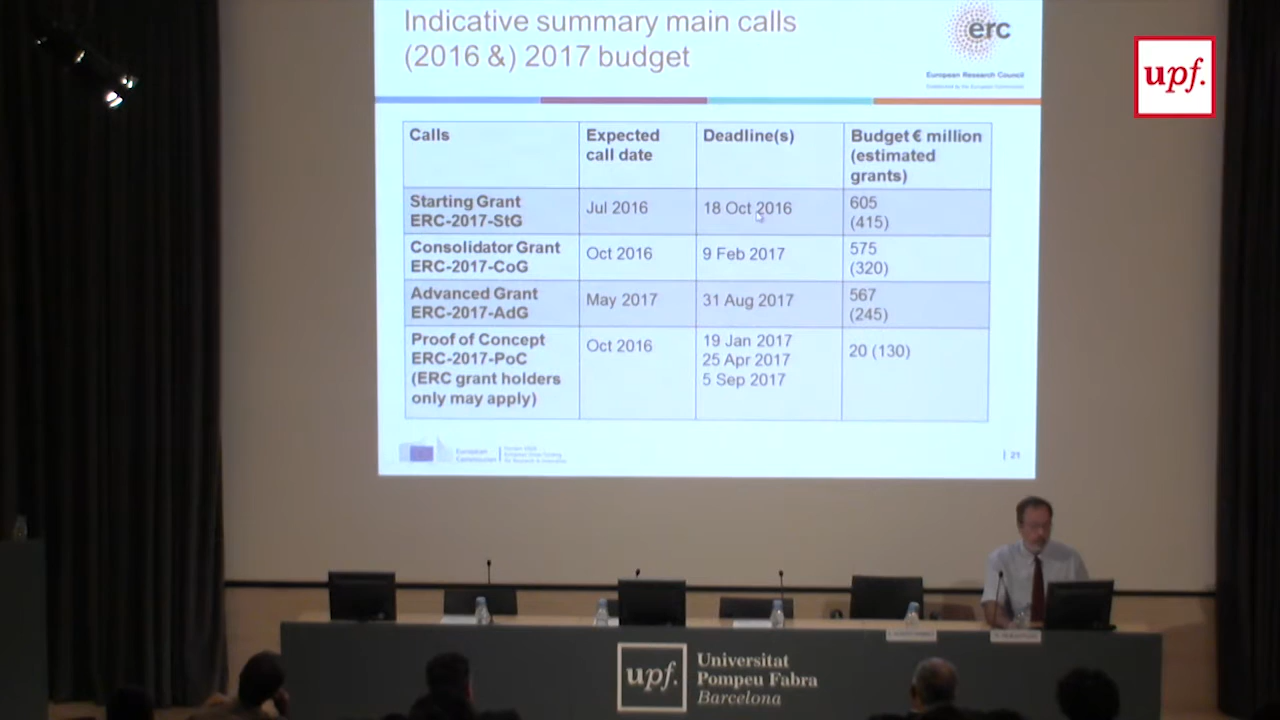 Indicative summary main calls
(2016 &) 2017 budget
erc
European Research Council
upf.
Calls
Expected
call date
Deadline(s)
Budget € million
(estimated
grants)
Starting Grant
ERC-2017-StG
Jul 2016
18 Oct 2016
605
(415)
Consolidator Grant
ERC-2017-CoG
Oct 2016
9 Feb 2017
575
(320)
Advanced Grant
ERC-2017-AdG
May 2017
31 Aug 2017
567
(245)
Proof of Concept
ERC-2017-PoC
(ERC grant holders
only may apply)
Oct 2016
19 Jan 2017
25 Apr 2017
5 Sep 2017
20 (130)
European
Commission
| 21
upf.
Universitat
Pompeu Fabra
Barcelona